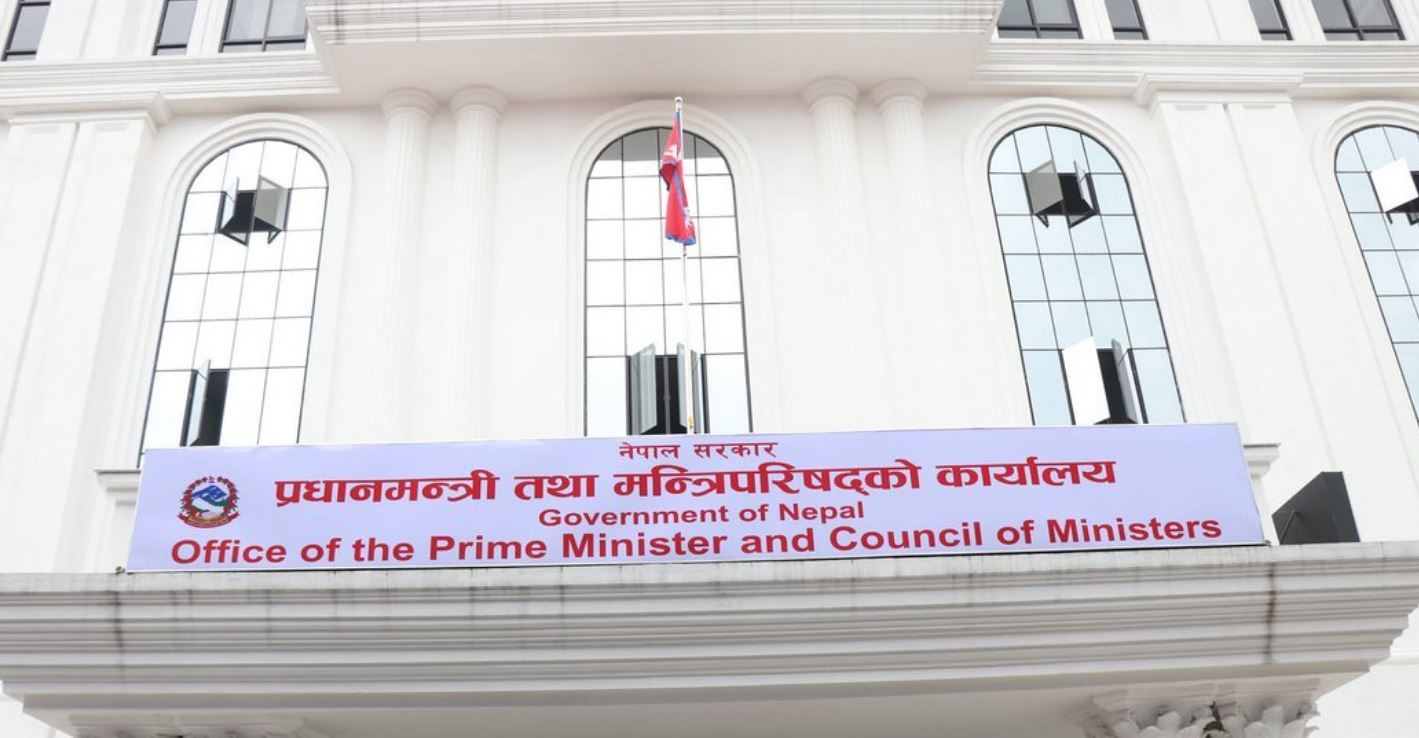 नेपाल सरकार
प्रधानमन्त्री तथा मन्त्रिपरिषद्को कार्यालय
Government of Nepal
Office of the Prime Minister and Council of Ministers